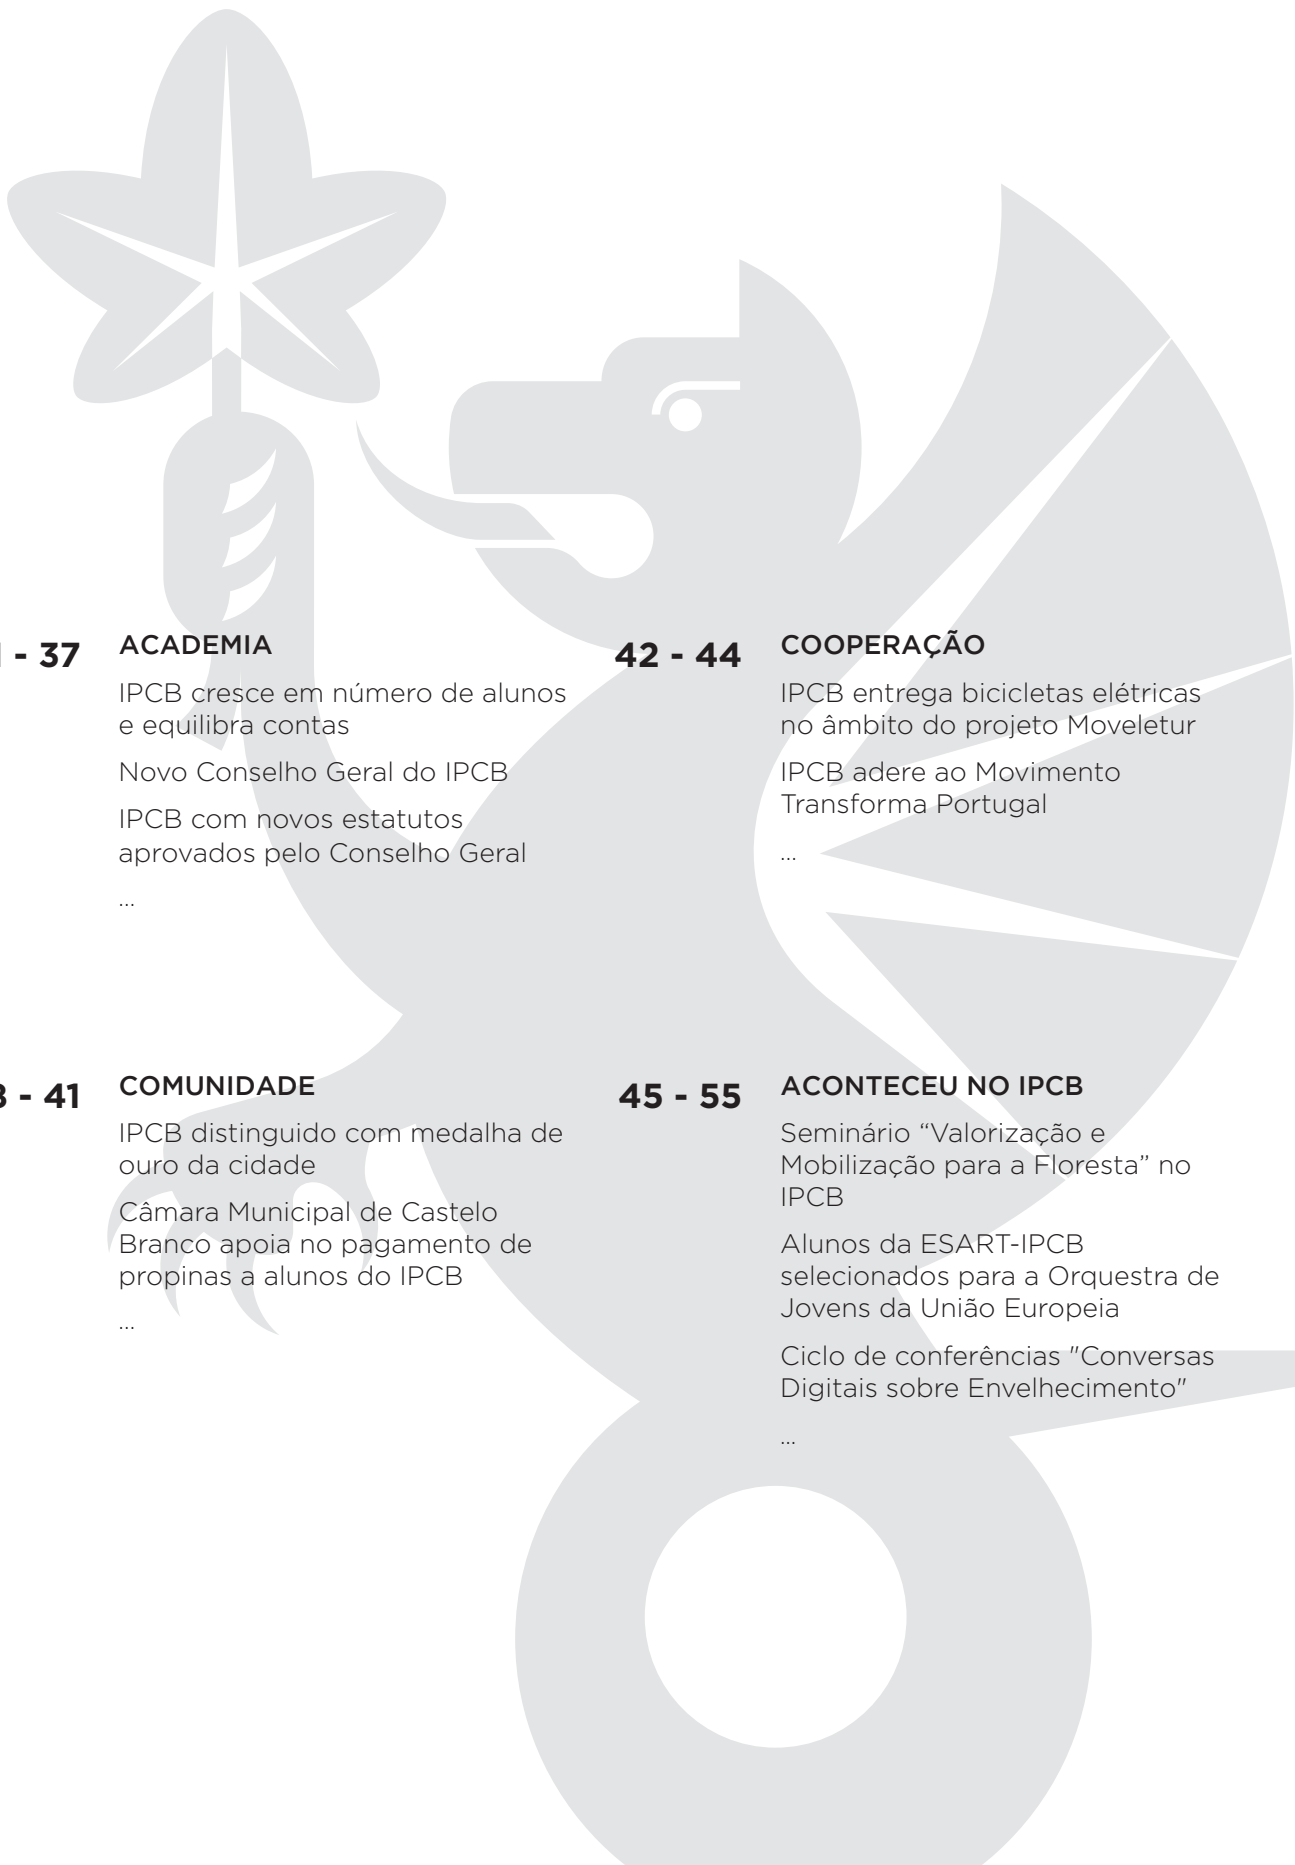 - 37
ACADEMIA
IPCB cresce em número de alunos
e equilibra contas
Novo Conselho Geral do IPCB
IPCB com novos estatutos
aprovados pelo Conselho Geral
...
- 41
COMUNIDADE
IPCB distinguido com medalha de
ouro da cidade
Câmara Municipal de Castelo
Branco apoia no pagamento de
propinas a alunos do IPCB
...
42 - 44
COOPERAÇÃO
IPCB entrega bicicletas elétricas
no âmbito do projeto Moveletur
IPCB adere ao Movimento
Transforma Portugal
...
45 - 55
ACONTECEU NO IPCB
Seminário “Valorização e
Mobilização para a Floresta” no
IPCB
Alunos da ESART-IPCB
selecionados para a Orquestra de
Jovens da União Europeia
Ciclo de conferências "Conversas
Digitais sobre Envelhecimento"
...